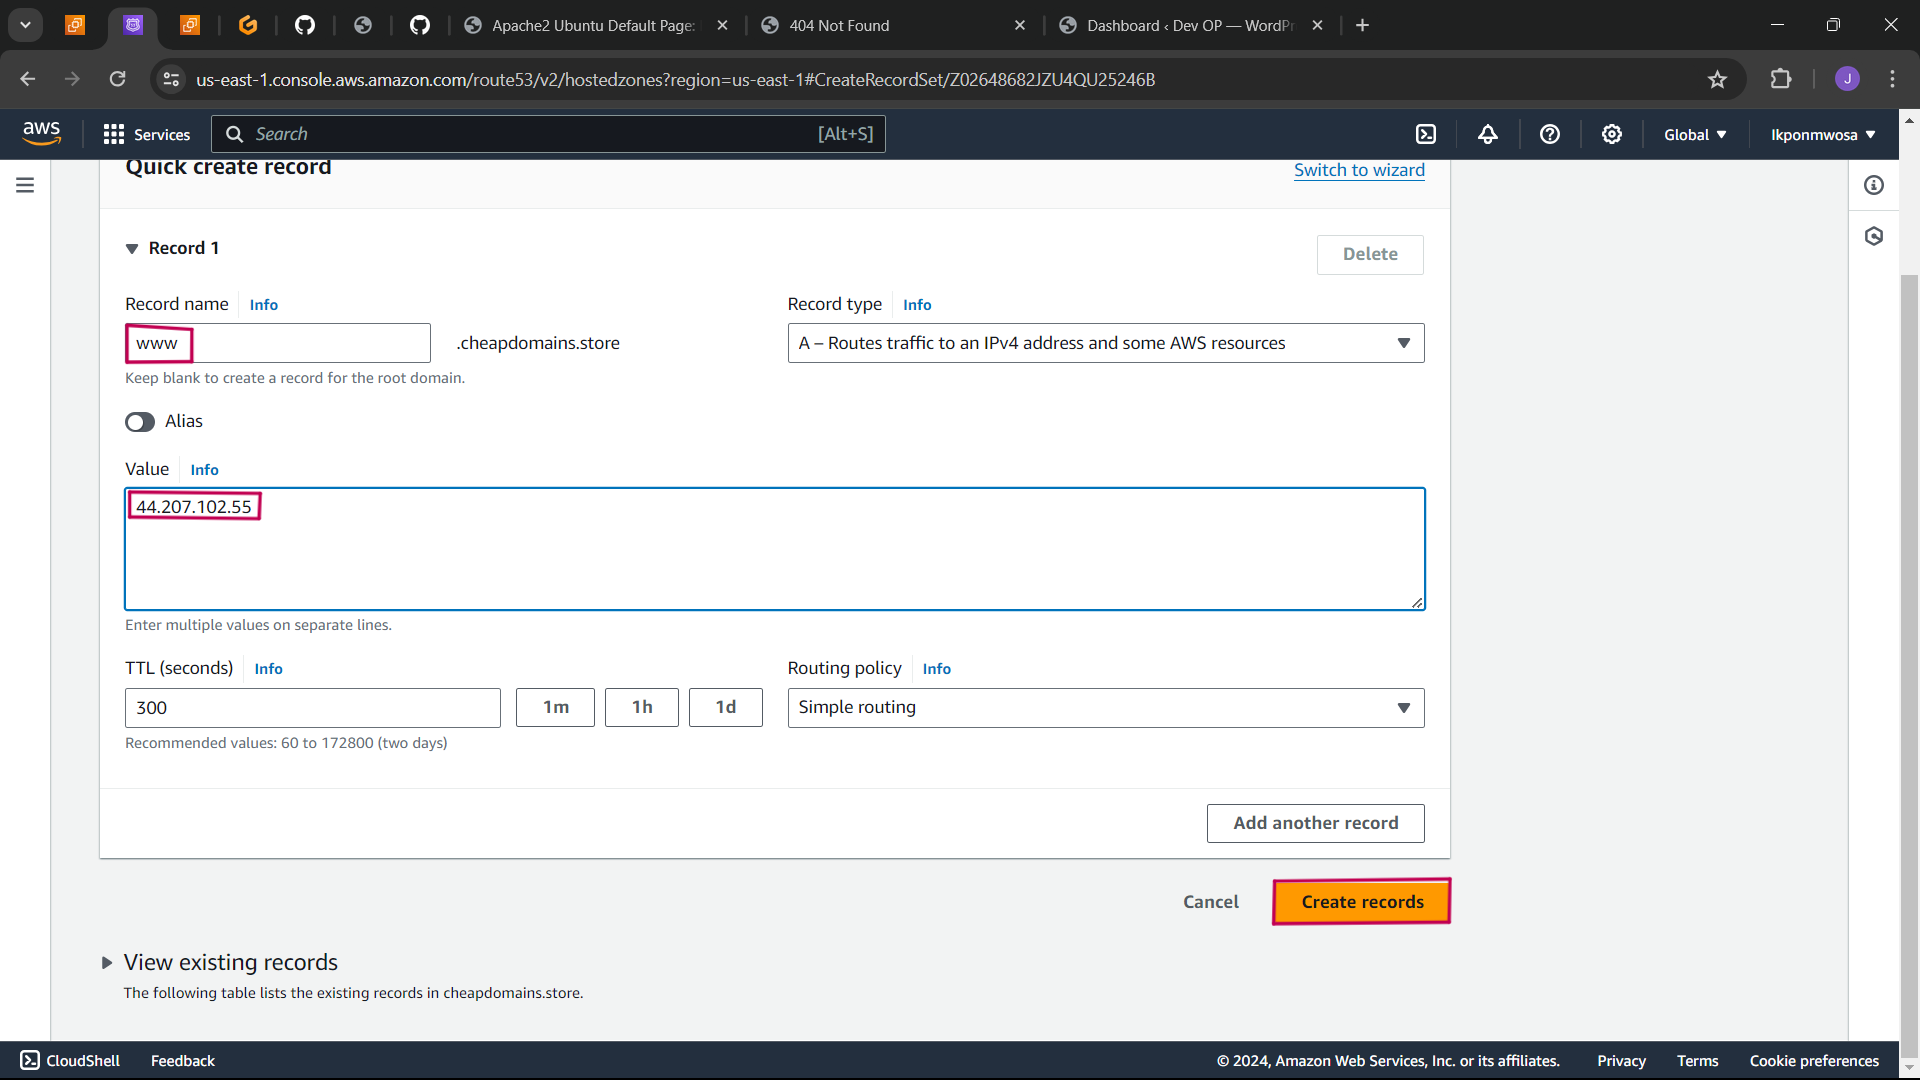 Apache2 Ubuntu Default Page:
404 Not Found
Dashboard ‹ Dev OP — WordPr
us-east-1.console.aws.amazon.com/route53/v2/hostedzones?region=us-east-1#CreateRecordSet/Z02648682JZU4QU25246B
J
aws
Services
Search
[Alt+S]
Global
Ikponmwosa
Quick create record
Switch to wizard
Record 1
Delete
Record name Info
Record type Info
www
.cheapdomains.store
A – Routes traffic to an IPv4 address and some AWS resources
Keep blank to create a record for the root domain.
Alias
Value Info
44.207.102.55
Enter multiple values on separate lines.
TTL (seconds) Info
Routing policy Info
300
1m
1h
1d
Simple routing
Recommended values: 60 to 172800 (two days)
Add another record
Cancel
Create records
View existing records
The following table lists the existing records in cheapdomains.store.
CloudShell
Feedback
© 2024, Amazon Web Services, Inc. or its affiliates.
Privacy
Terms
Cookie preferences